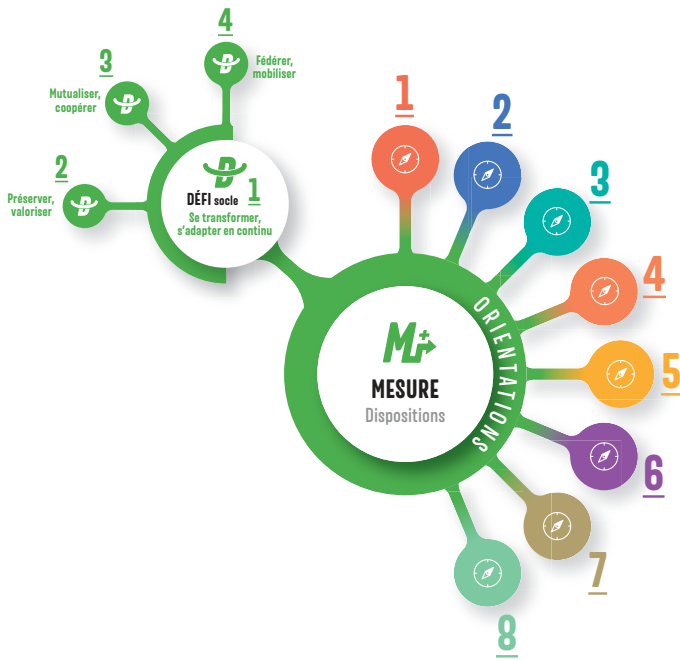 4
Fédérer,
mobiliser
3
Mutualiser,
coopérer
2
Préserver,
valoriser
D
D
D
D
DÉFI socle 1
Se transformer,
s'adapter en continu
1
2
3
4
5
6
7
8
ORIENTATIONS
M+
MESURE
Dispositions